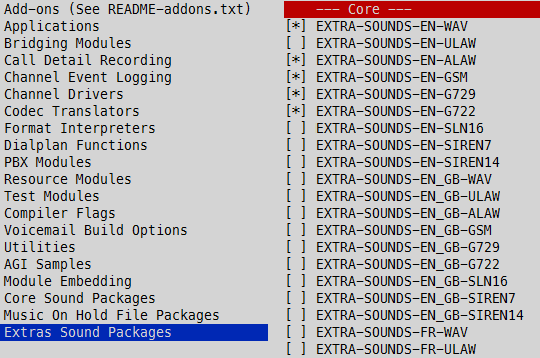 Add-ons (See README-addons.txt)
Applications
Bridging Modules
Call Detail Recording
Channel Event Logging
Channel Drivers
Codec Translators
Format Interpreters
Dialplan Functions
PBX Modules
Resource Modules
Test Modules
Compiler Flags
Voicemail Build Options
Utilities
AGI Samples
Module Embedding
Core Sound Packages
Music On Hold File Packages
Extras Sound Packages
--- Core ---
[*] EXTRA-SOUNDS-EN-WAV
[ ] EXTRA-SOUNDS-EN-ULAW
[*] EXTRA-SOUNDS-EN-ALAW
[*] EXTRA-SOUNDS-EN-GSM
[*] EXTRA-SOUNDS-EN-G729
[*] EXTRA-SOUNDS-EN-G722
[ ] EXTRA-SOUNDS-EN-SLN16
[ ] EXTRA-SOUNDS-EN-SIREN7
[ ] EXTRA-SOUNDS-EN-SIREN14
[ ] EXTRA-SOUNDS-EN_GB-WAV
[ ] EXTRA-SOUNDS-EN_GB-ULAW
[ ] EXTRA-SOUNDS-EN_GB-ALAW
[ ] EXTRA-SOUNDS-EN_GB-GSM
[ ] EXTRA-SOUNDS-EN_GB-G729
[ ] EXTRA-SOUNDS-EN_GB-G722
[ ] EXTRA-SOUNDS-EN_GB-SLN16
[ ] EXTRA-SOUNDS-EN_GB-SIREN7
[ ] EXTRA-SOUNDS-EN_GB-SIREN14
[ ] EXTRA-SOUNDS-FR-WAV
[ ] EXTRA-SOUNDS-FR-ULAW